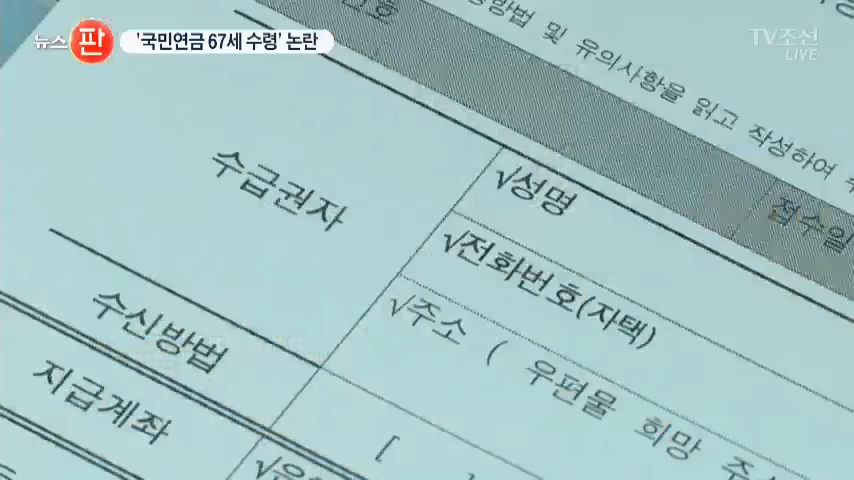 뉴스 판 '국민연금 67세 수령' 논란
TV조선
LIVE
방법 및 유의사항을 읽고 작성하여
접수일
수급권자
√성명
√전화번호(자택)
√주소 ( 우편물 희망
수신방법
지급계좌
[